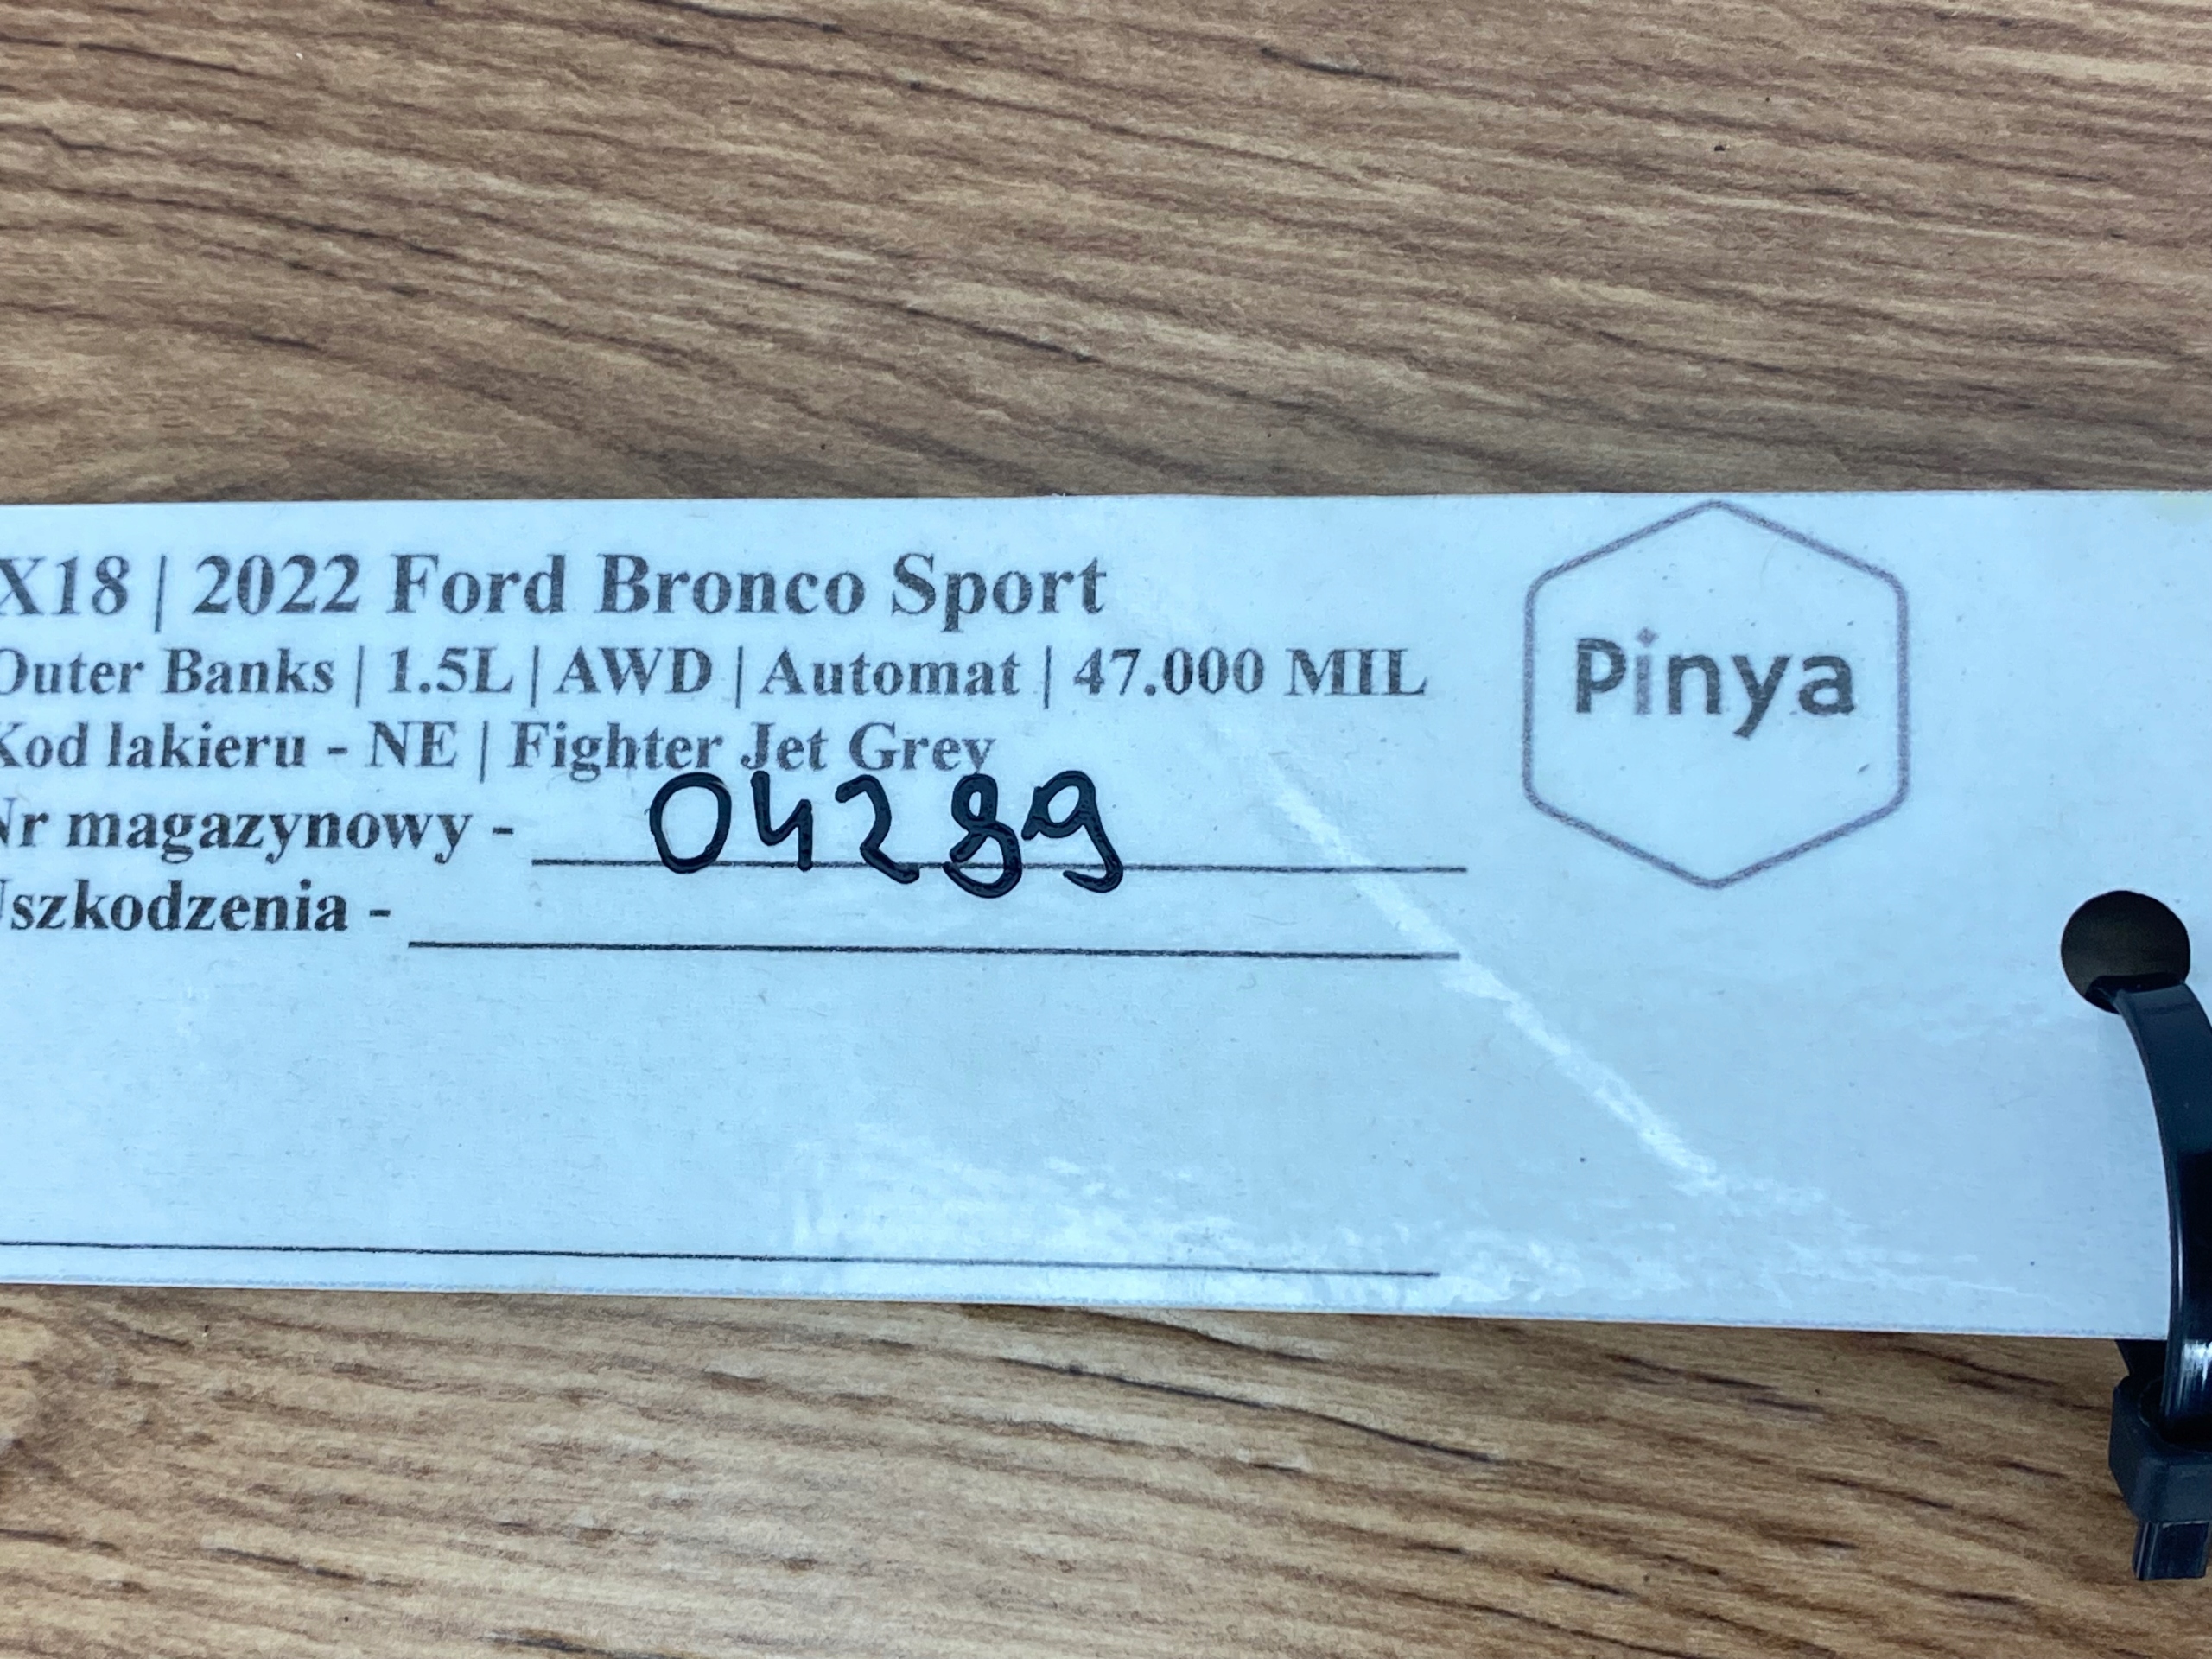 X18 | 2022 Ford Bronco Sport
Outer Banks | 1.5L | AWD | Automat | 47.000 MIL
Kod lakieru - NE | Fighter Jet Grey
Nr magazynowy - 04289
Uszkodzenia -
Pinya